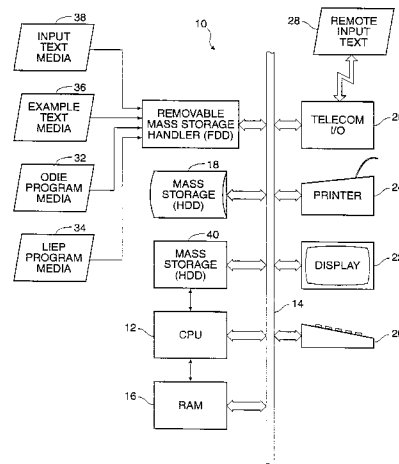 38
INPUT
TEXT
MEDIA
36
EXAMPLE
TEXT MEDIA
32
ODIE
PROGRAM
MEDIA
34
LIEP
PROGRAM
MEDIA
10
REMOVABLE
MASS STORAGE
HANDLER (FDD)
18
MASS
STORAGE
(HDD)
40
MASS
STORAGE
(HDD)
12
CPU
16
RAM
14
28
REMOTE
INPUT
TEXT
TELECOM
I/O
PRINTER
DISPLAY